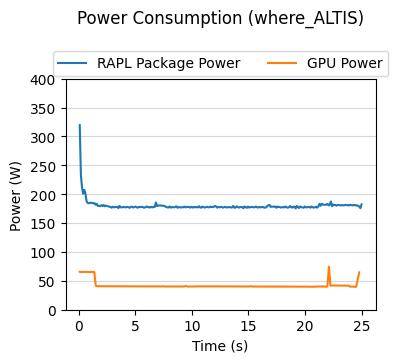 Power Consumption (where_ALTIS)
RAPL Package Power GPU Power
400
350
300
250
200
150
100
50
0
Power (W)
0 5 10 15 20 25
Time (s)